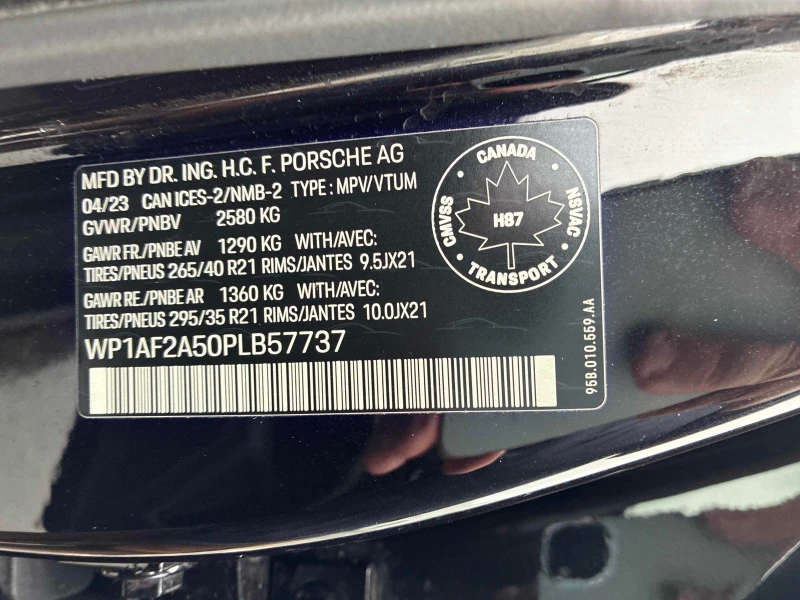 MFD BY DR. ING. H.C. F. PORSCHE AG
04/23 CAN ICES-2/NMB-2 TYPE : MPV/VTUM
GVWR/PNBV 2580 KG
GAWR FR./PNBE AV 1290 KG WITH/AVEC:
TIRES/PNEUS 265/40 R21 RIMS/JANTES 9.5JX21
GAWR RE./PNBE AR 1360 KG WITH/AVEC:
TIRES/PNEUS 295/35 R21 RIMS/JANTES 10.0JX21
WP1AF2A50PLB57737
CANADA
CMVSS
NSVAC
H87
TRANSPORT
95B.010.559.AA